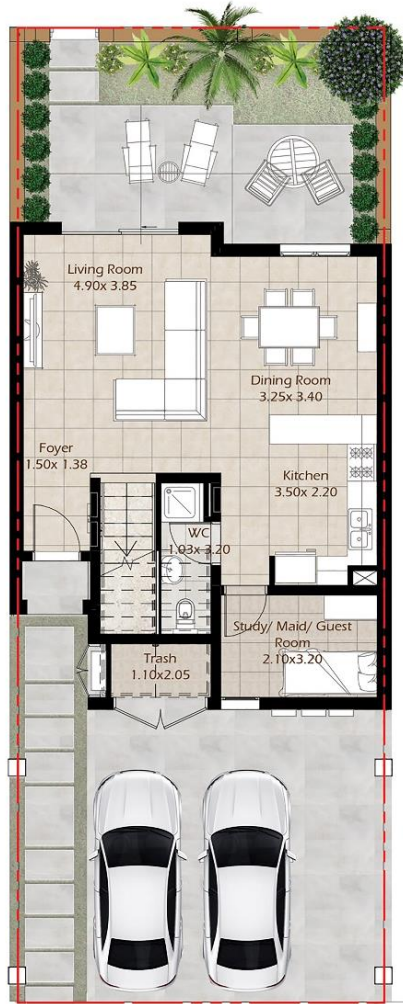 Living Room
4.90x 3.85
Dining Room
3.25x 3.40
Foyer
1.50x 1.38
Kitchen
3.50x 2.20
WC
1.03x 3.20
Study/ Maid/ Guest
Room
2.10x3.20
Trash
1.10x2.05